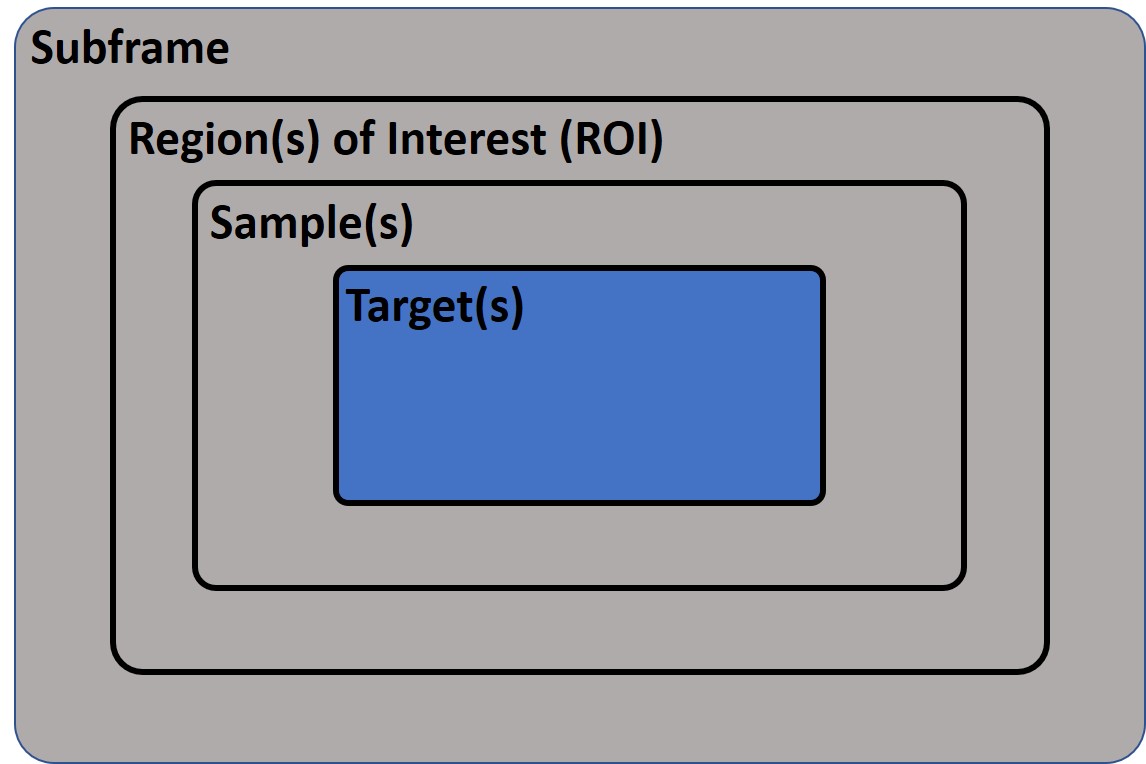 Subframe
Region(s) of Interest (ROI)
Sample(s)
Target(s)